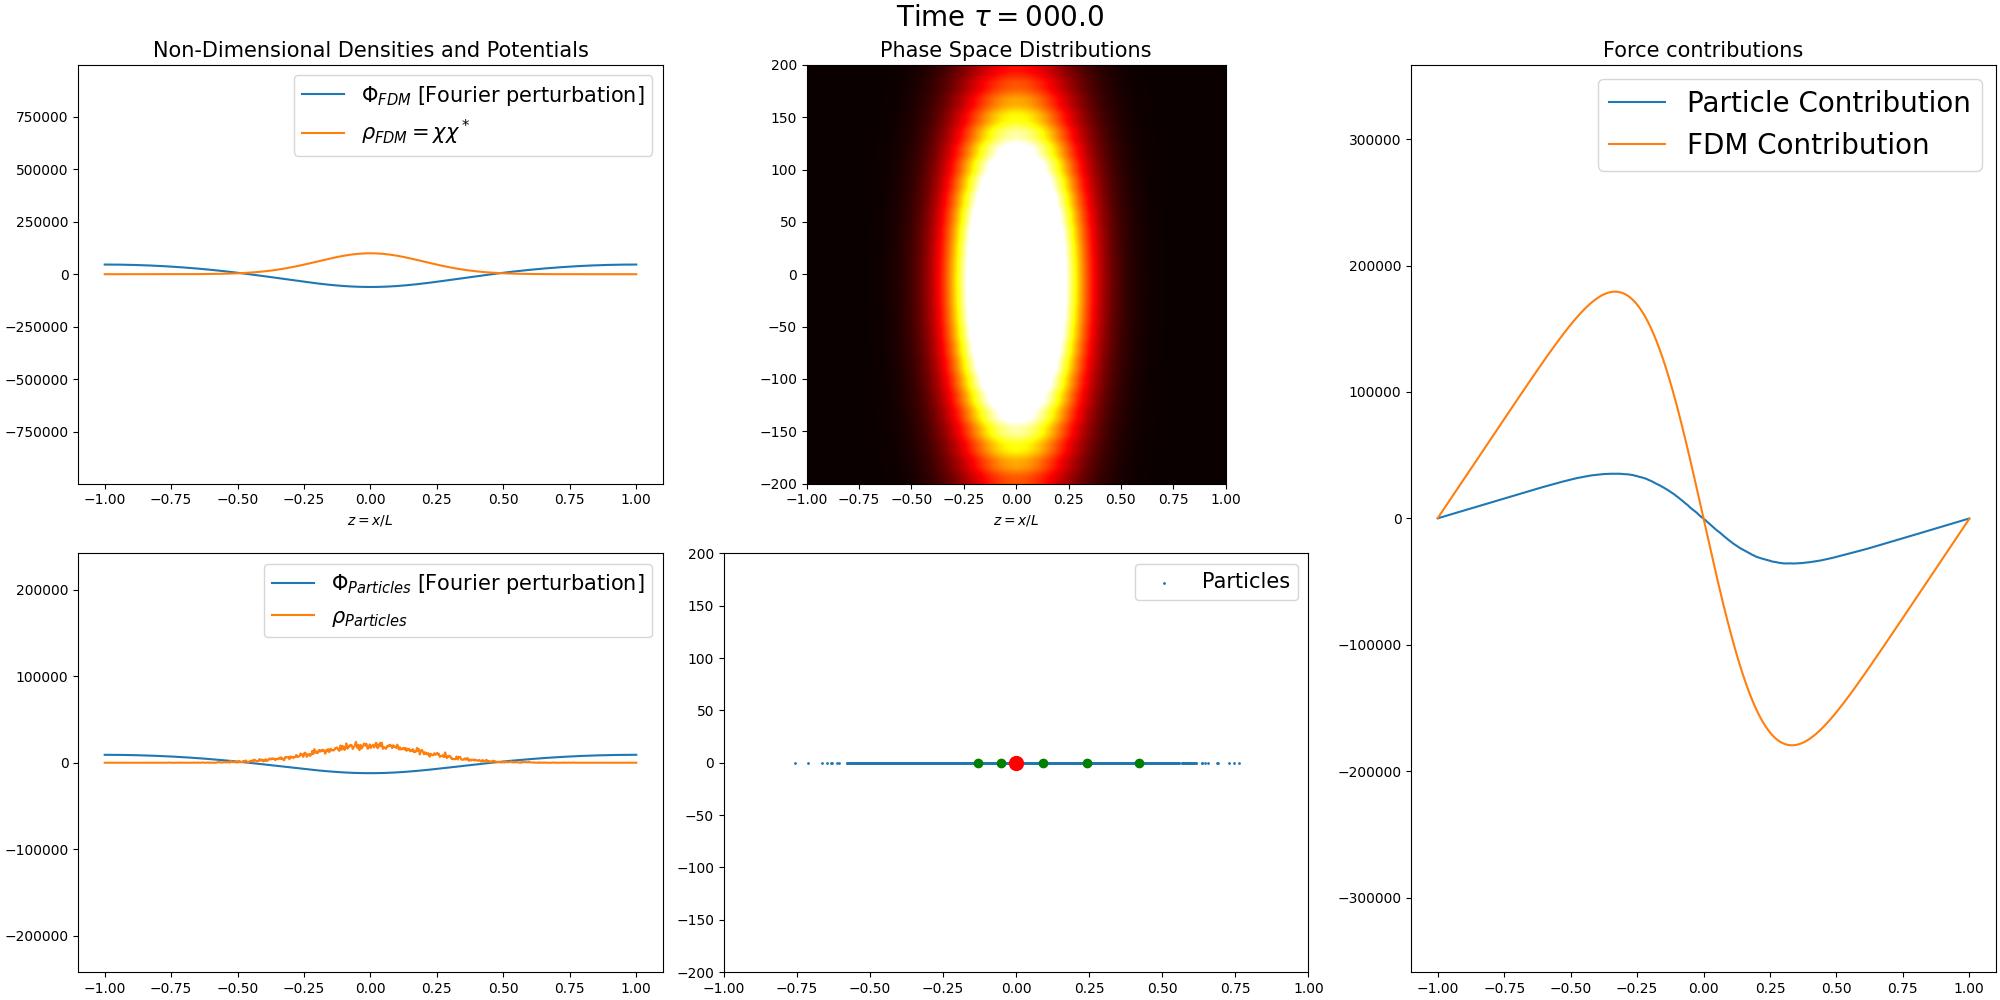 Time τ = 000.0
Non-Dimensional Densities and Potentials
Φ_FDM [Fourier perturbation]
ρ_FDM = χχ*
750000
500000
250000
0
−250000
−500000
−750000
−1.00 −0.75 −0.50 −0.25 0.00 0.25 0.50 0.75 1.00
z = x/L
Phase Space Distributions
200
150
100
50
0
−50
−100
−150
−200
−1.00 −0.75 −0.50 −0.25 0.00 0.25 0.50 0.75 1.00
z = x/L
Force contributions
Particle Contribution
FDM Contribution
300000
200000
100000
0
−100000
−200000
−300000
−1.00 −0.75 −0.50 −0.25 0.00 0.25 0.50 0.75 1.00
Φ_Particles [Fourier perturbation]
ρ_Particles
200000
100000
0
−100000
−200000
−1.00 −0.75 −0.50 −0.25 0.00 0.25 0.50 0.75 1.00
Particles
200
150
100
50
0
−50
−100
−150
−200
−1.00 −0.75 −0.50 −0.25 0.00 0.25 0.50 0.75 1.00